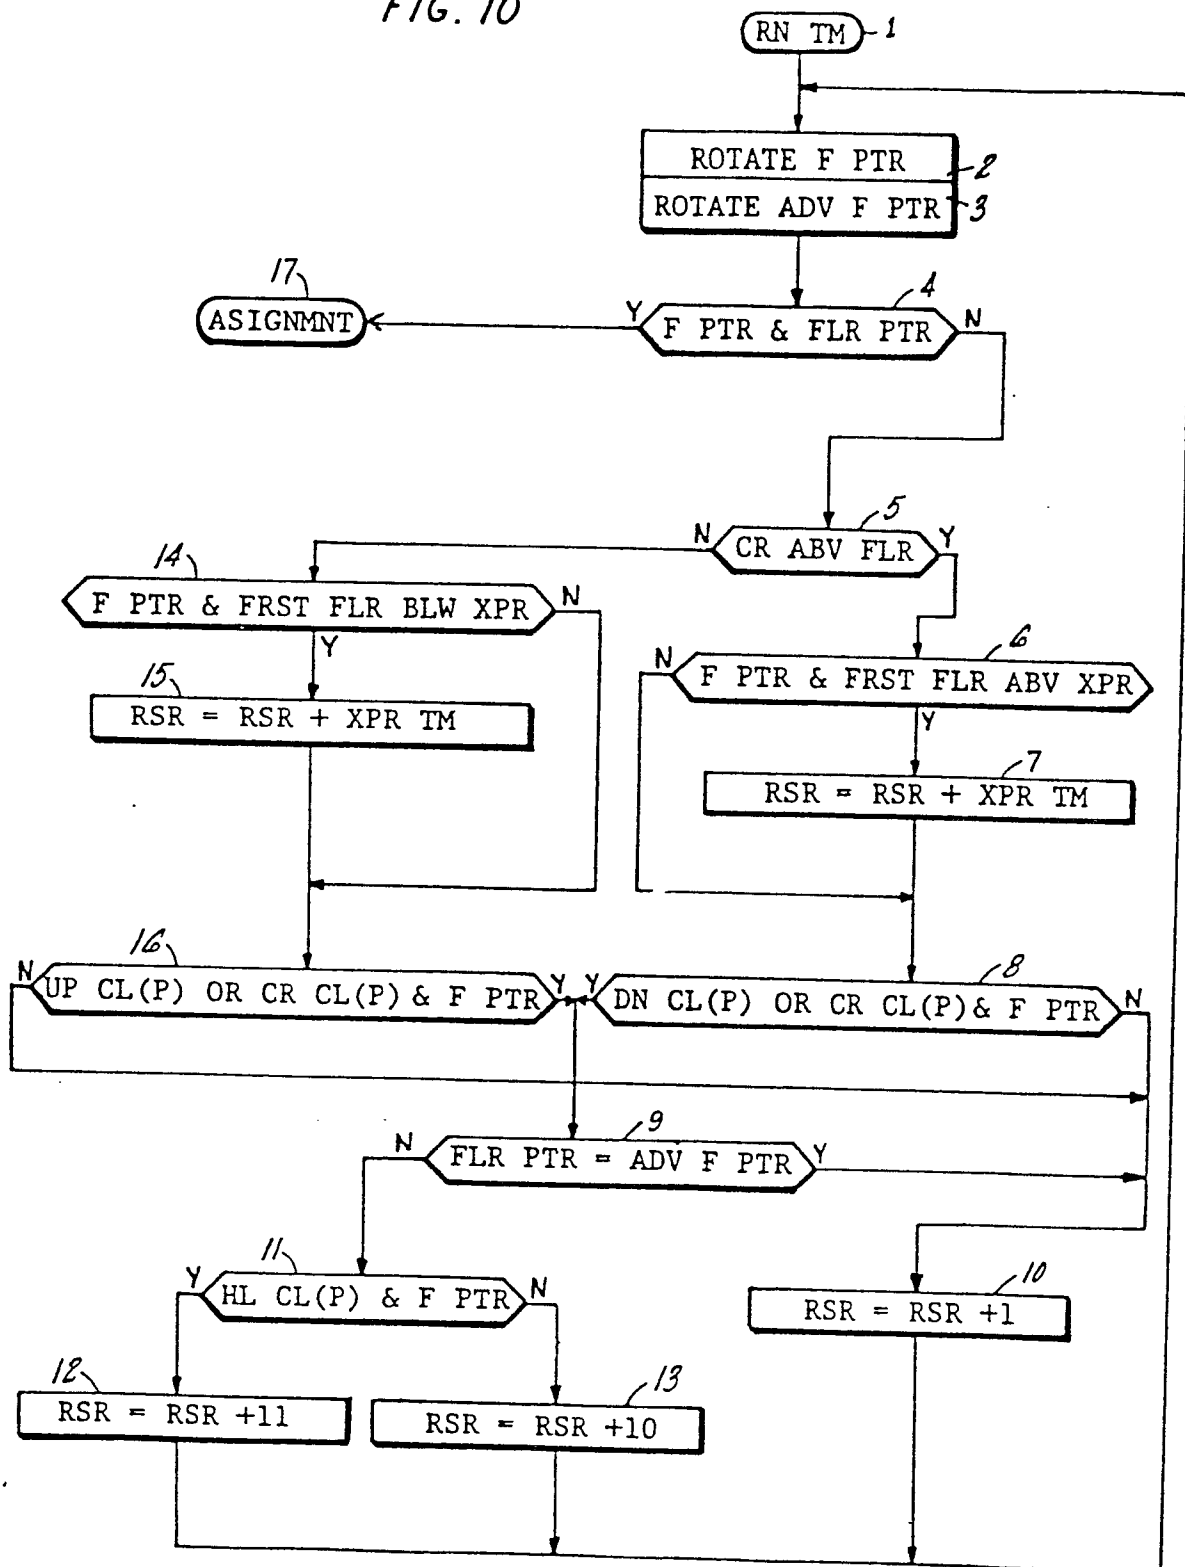 FIG. 10
RN TM 1
ROTATE F PTR 2
ROTATE ADV F PTR 3
17
ASIGNMNT
4
Y F PTR & FLR PTR N
5
N CR ABV FLR Y
14
F PTR & FRST FLR BLW XPR N
Y
6
N F PTR & FRST FLR ABV XPR
Y
15
RSR = RSR + XPR TM
7
RSR = RSR + XPR TM
16
N UP CL(P) OR CR CL(P) & F PTR Y
8
Y DN CL(P) OR CR CL(P) & F PTR N
9
N FLR PTR = ADV F PTR Y
11
Y HL CL(P) & F PTR N
10
RSR = RSR +1
12
RSR = RSR +11
13
RSR = RSR +10